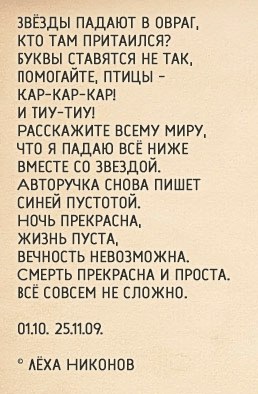 ЗВЁЗДЫ ПАДАЮТ В ОВРАГ,
КТО ТАМ ПРИТАИЛСЯ?
БУКВЫ СТАВЯТСЯ НЕ ТАК,
ПОМОГАЙТЕ, ПТИЦЫ -
КАР-КАР-КАР!
И ТИУ-ТИУ!
РАССКАЖИТЕ ВСЕМУ МИРУ,
ЧТО Я ПАДАЮ ВСЁ НИЖЕ
ВМЕСТЕ СО ЗВЕЗДОЙ.
АВТОРУЧКА СНОВА ПИШЕТ
СИНЕЙ ПУСТОТОЙ.
НОЧЬ ПРЕКРАСНА,
ЖИЗНЬ ПУСТА,
ВЕЧНОСТЬ НЕВОЗМОЖНА.
СМЕРТЬ ПРЕКРАСНА И ПРОСТА.
ВСЁ СОВСЕМ НЕ СЛОЖНО.
01.10. 25.11.09.
© ЛЁХА НИКОНОВ